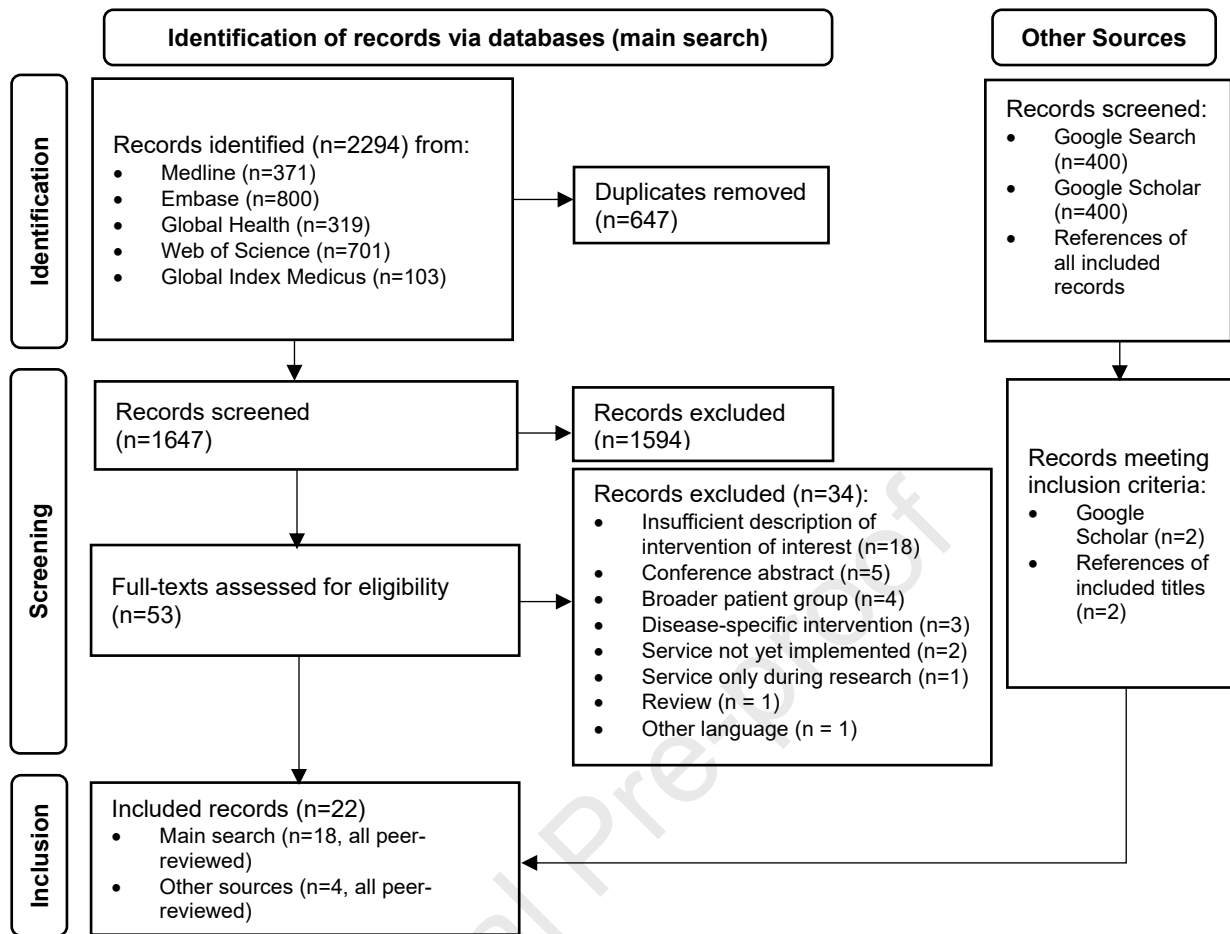 Identification of records via databases (main search)
Other Sources
Identification
Records identified (n=2294) from:
• Medline (n=371)
• Embase (n=800)
• Global Health (n=319)
• Web of Science (n=701)
• Global Index Medicus (n=103)
Duplicates removed
(n=647)
Records screened:
• Google Search
(n=400)
• Google Scholar
(n=400)
• References of
all included
records
Screening
Records screened
(n=1647)
Records excluded
(n=1594)
Full-texts assessed for eligibility
(n=53)
Records excluded (n=34):
• Insufficient description of
intervention of interest (n=18)
• Conference abstract (n=5)
• Broader patient group (n=4)
• Disease-specific intervention (n=3)
• Service not yet implemented (n=2)
• Service only during research (n=1)
• Review (n = 1)
• Other language (n = 1)
Records meeting
inclusion criteria:
• Google
Scholar (n=2)
• References of
included titles
(n=2)
Inclusion
Included records (n=22)
• Main search (n=18, all peer-
reviewed)
• Other sources (n=4, all peer-
reviewed)
al Pre-proof